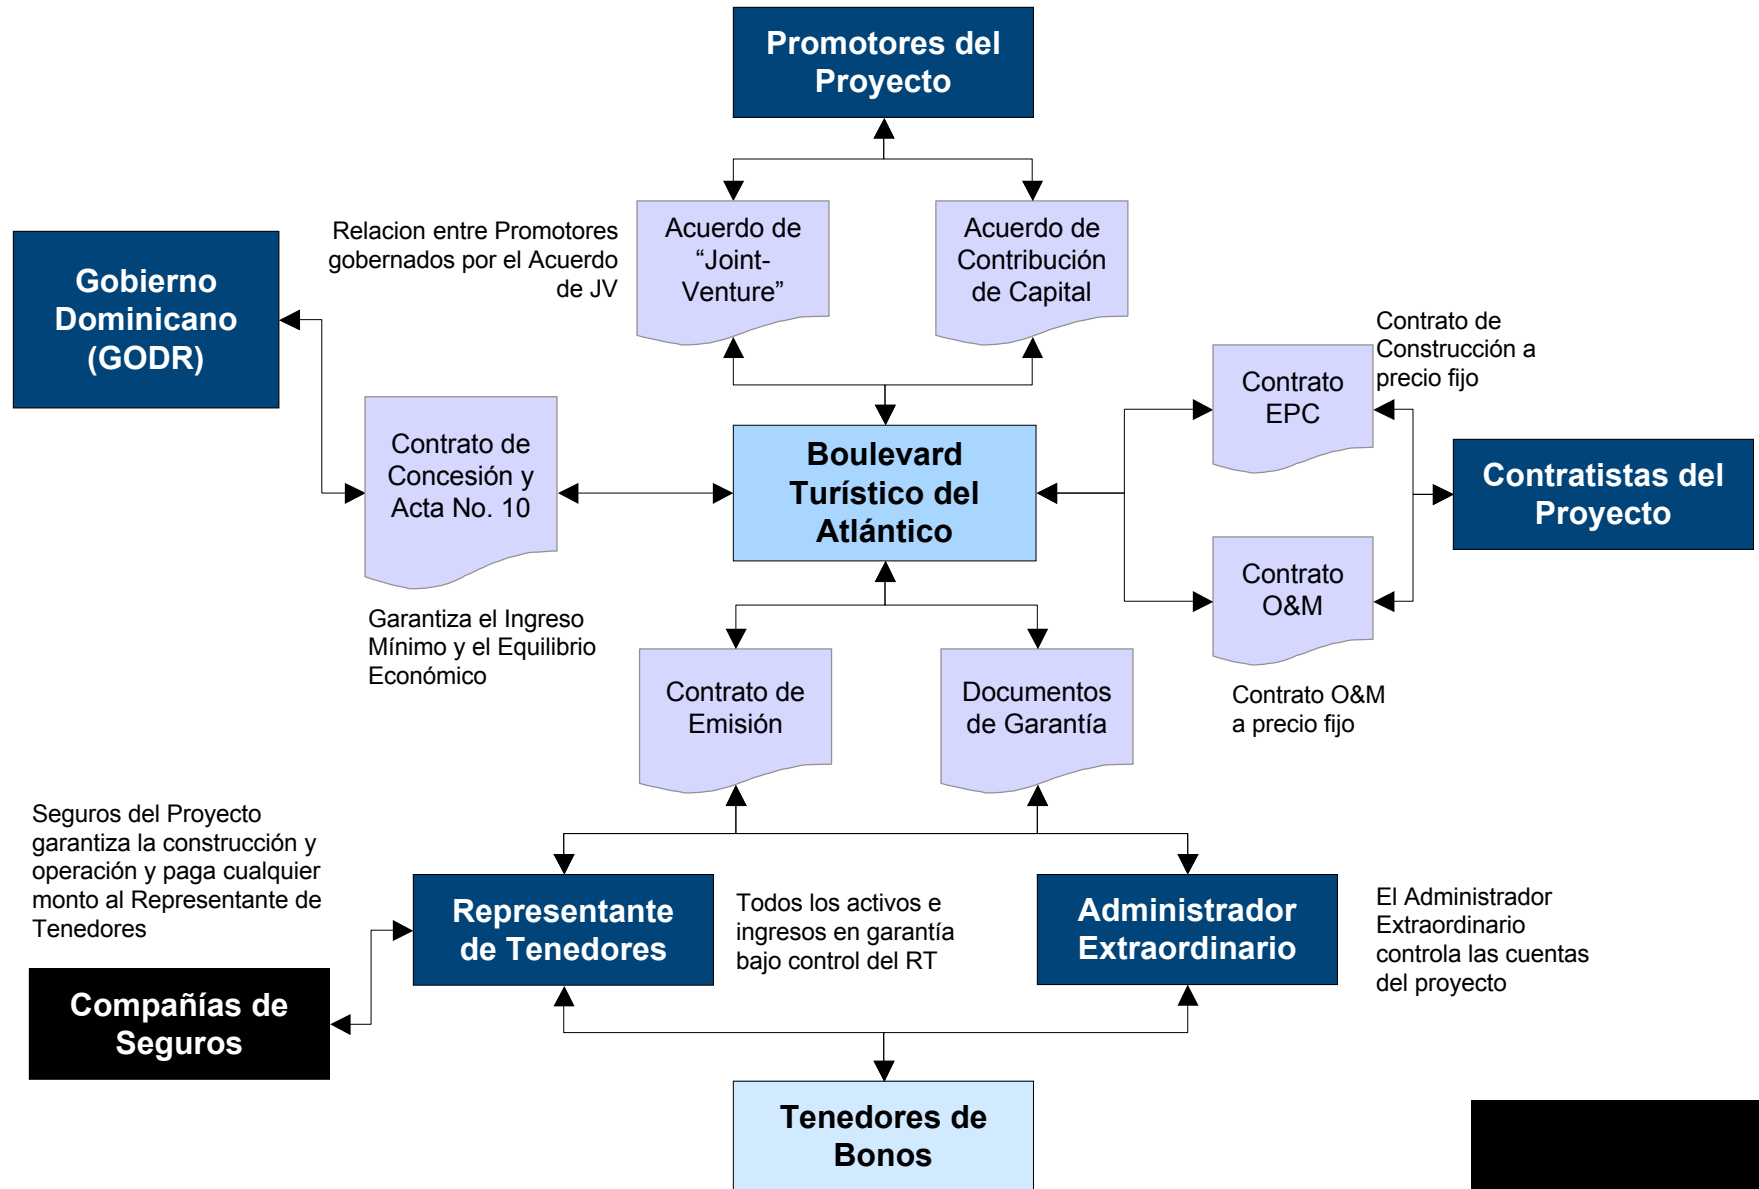 Promotores del
Proyecto
Relacion entre Promotores
gobernados por el Acuerdo
de JV
Acuerdo de
“Joint-
Venture”
Acuerdo de
Contribución
de Capital
Gobierno
Dominicano
(GODR)
Contrato de
Construcción a
precio fijo
Contrato
EPC
Contrato de
Concesión y
Acta No. 10
Boulevard
Turístico del
Atlántico
Contratistas del
Proyecto
Contrato
O&M
Garantiza el Ingreso
Mínimo y el Equilibrio
Económico
Contrato de
Emisión
Documentos
de Garantía
Contrato O&M
a precio fijo
Seguros del Proyecto
garantiza la construcción y
operación y paga cualquier
monto al Representante de
Tenedores
Representante
de Tenedores
Todos los activos e
ingresos en garantía
bajo control del RT
Administrador
Extraordinario
El Administrador
Extraordinario
controla las cuentas
del proyecto
Compañías de
Seguros
Tenedores de
Bonos